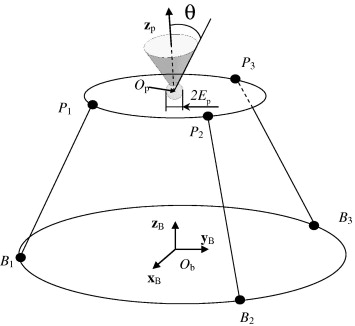 θ
z_p
P_3
O_p
2E_p
P_1
P_2
B_3
z_B
y_B
B_1
x_B
O_b
B_2